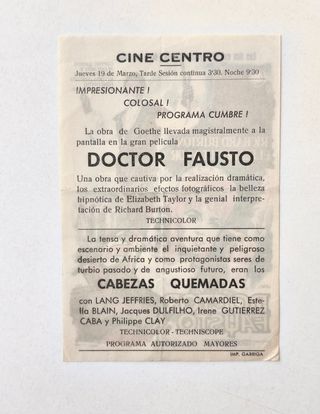 CINE CENTRO
Jueves 19 de Marzo, Tarde Sesión continua 3'30. Noche 9'30
IMPRESIONANTE !
COLOSAL !
PROGRAMA CUMBRE !
La obra de Goethe llevada magistralmente a la
pantalla en la gran película
DOCTOR FAUSTO
Una obra que cautiva por la realización dramática,
los extraordinarios efectos fotográficos la belleza
hipnótica de Elizabeth Taylor y la genial interpre-
tación de Richard Burton.
TECHNICOLOR
La tensa y dramática aventura que tiene como
escenario y ambiente el inquietante y peligroso
desierto de Africa y como protagonistas seres de
turbio pasado y de angustioso futuro, eran los
CABEZAS QUEMADAS
con LANG JEFFRIES, Roberto CAMARDIEL, Este-
lla BLAIN, Jacques DULFILHO, Irene GUTIERREZ
CABA y Philippe CLAY
TECHNICOLOR - TECHNISCOPE
PROGRAMA AUTORIZADO MAYORES
IMP. GARRIGA